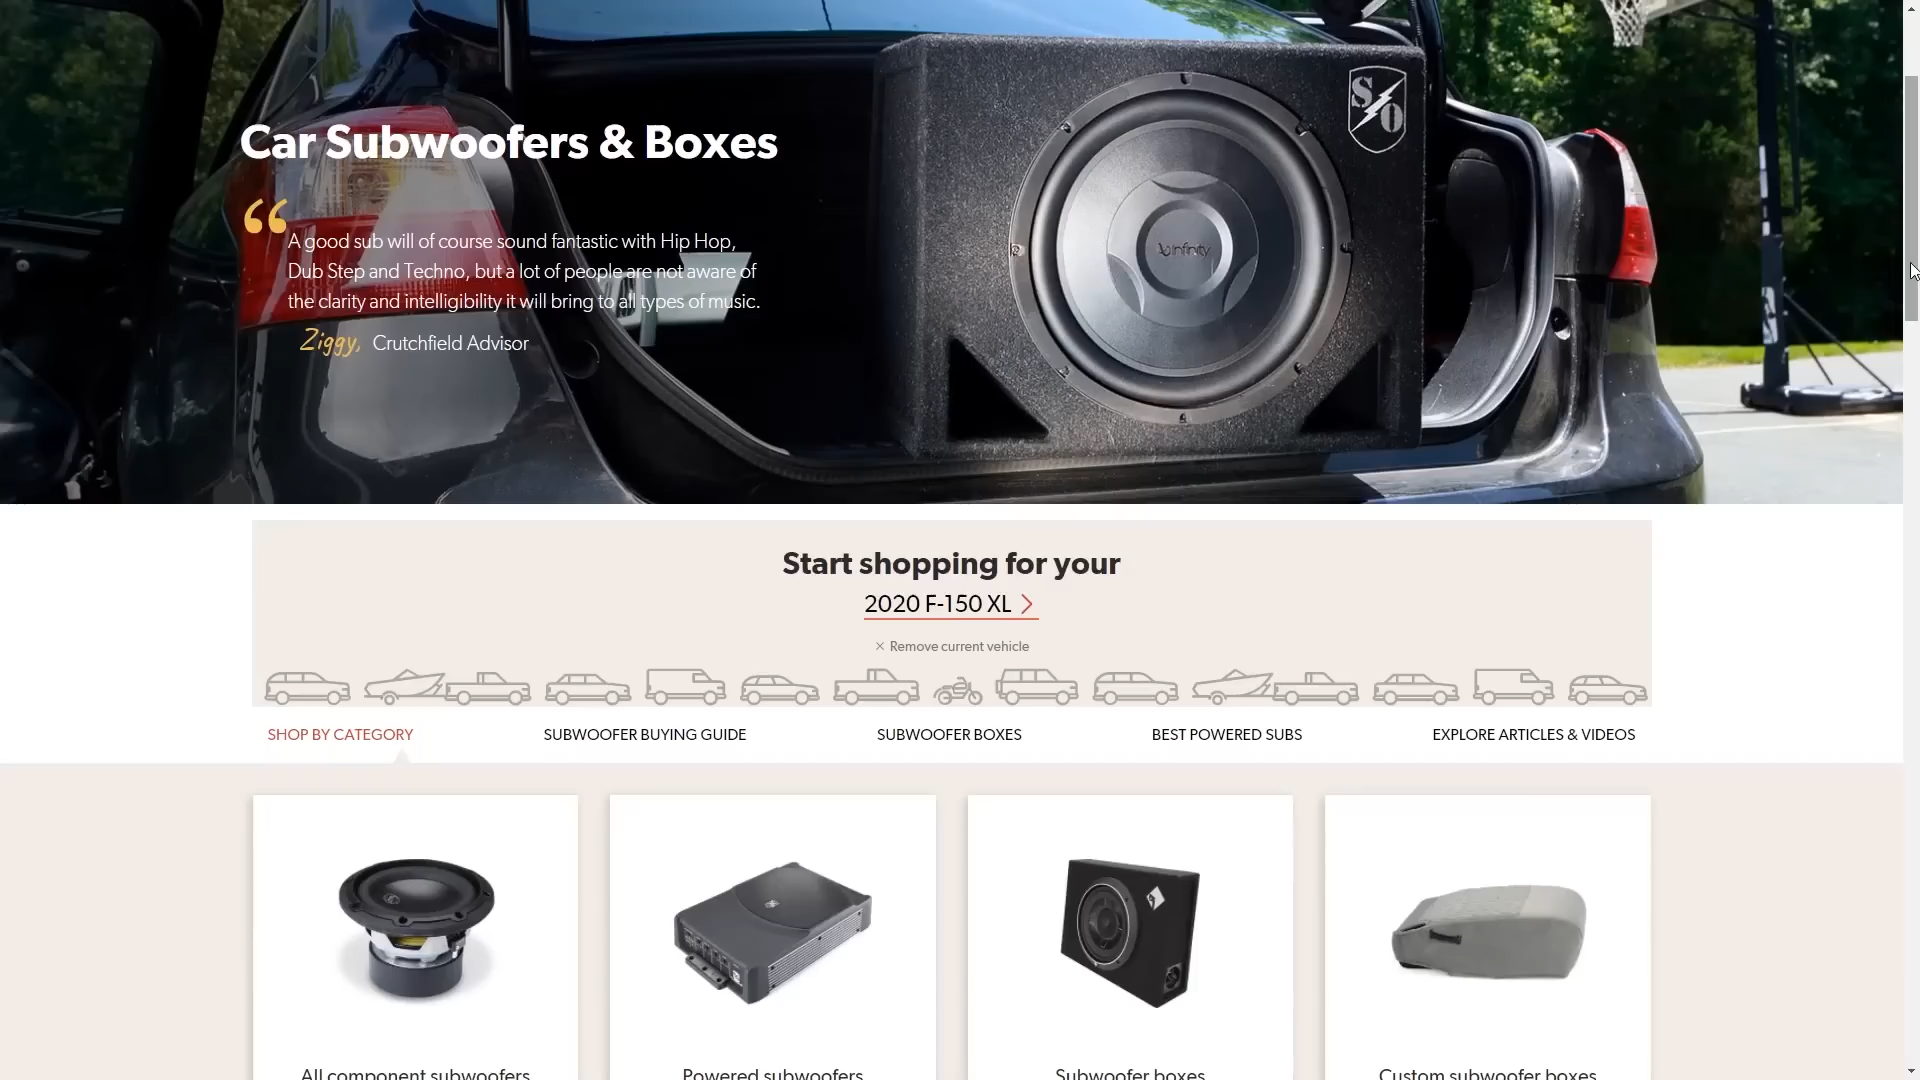 Car Subwoofers & Boxes
“
A good sub will of course sound fantastic with Hip Hop,
Dub Step and Techno, but a lot of people are not aware of
the clarity and intelligibility it will bring to all types of music.
Ziggy, Crutchfield Advisor
S
O
Infinity
Start shopping for your
2020 F-150 XL >
× Remove current vehicle
SHOP BY CATEGORY
SUBWOOFER BUYING GUIDE
SUBWOOFER BOXES
BEST POWERED SUBS
EXPLORE ARTICLES & VIDEOS
All component subwoofers
Powered subwoofers
Subwoofer boxes
Custom subwoofer boxes